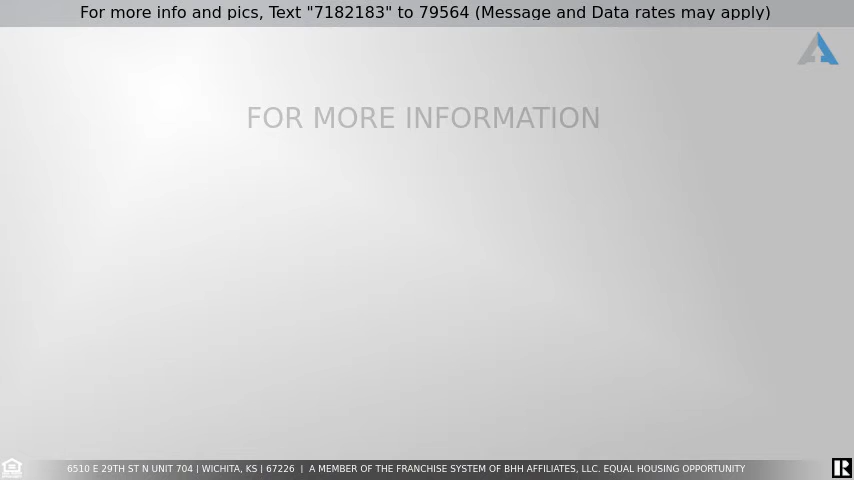 For more info and pics, Text "7182183" to 79564 (Message and Data rates may apply)
FOR MORE INFORMATION
6510 E 29TH ST N UNIT 704 | WICHITA, KS | 67226 | A MEMBER OF THE FRANCHISE SYSTEM OF BHH AFFILIATES, LLC. EQUAL HOUSING OPPORTUNITY